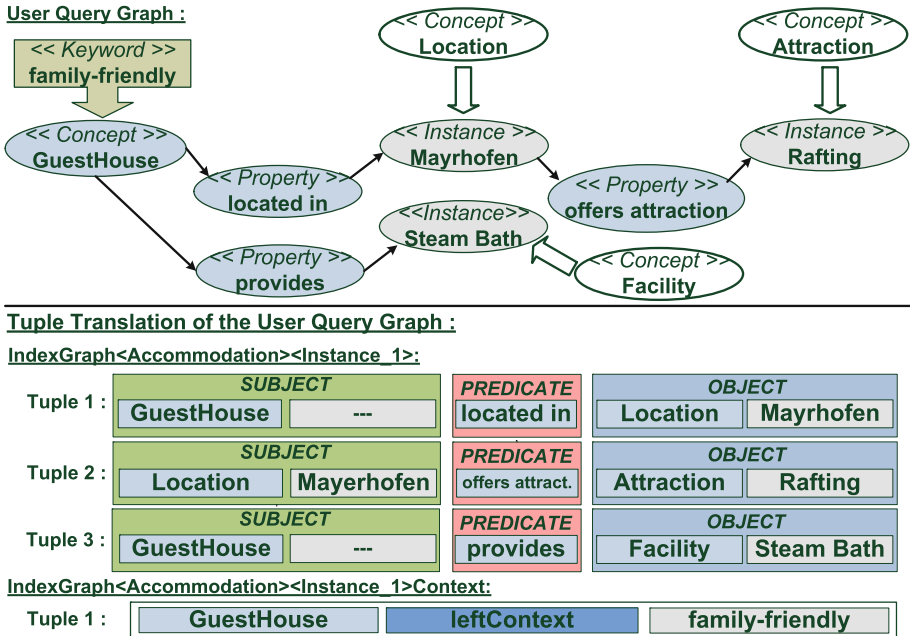 User Query Graph :
<< Keyword >>
family-friendly
<< Concept >>
Location
<< Concept >>
Attraction
<< Concept >>
GuestHouse
<< Property >>
located in
<< Instance >>
Mayrhofen
<< Property >>
offers attraction
<< Instance >>
Rafting
<< Property >>
provides
<<Instance>>
Steam Bath
<< Concept >>
Facility
Tuple Translation of the User Query Graph :
IndexGraph<Accommodation><Instance_1>:
SUBJECT PREDICATE OBJECT
Tuple 1 : GuestHouse --- located in Location Mayrhofen
SUBJECT PREDICATE OBJECT
Tuple 2 : Location Mayerhofen offers attract. Attraction Rafting
SUBJECT PREDICATE OBJECT
Tuple 3 : GuestHouse --- provides Facility Steam Bath
IndexGraph<Accommodation><Instance_1>Context:
Tuple 1 : GuestHouse leftContext family-friendly